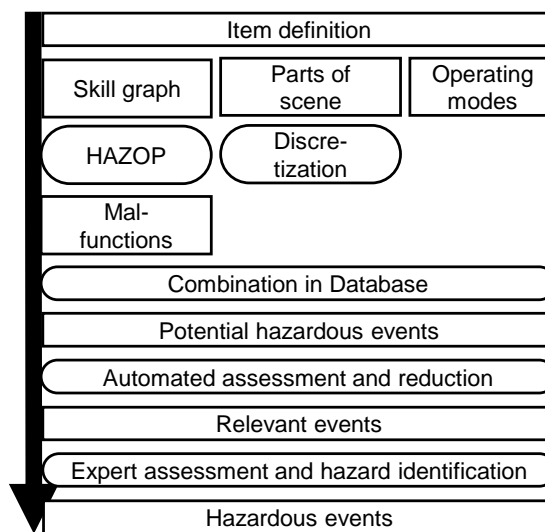 Item definition
Skill graph
Parts of
scene
Operating
modes
HAZOP
Discre-
tization
Mal-
functions
Combination in Database
Potential hazardous events
Automated assessment and reduction
Relevant events
Expert assessment and hazard identification
Hazardous events